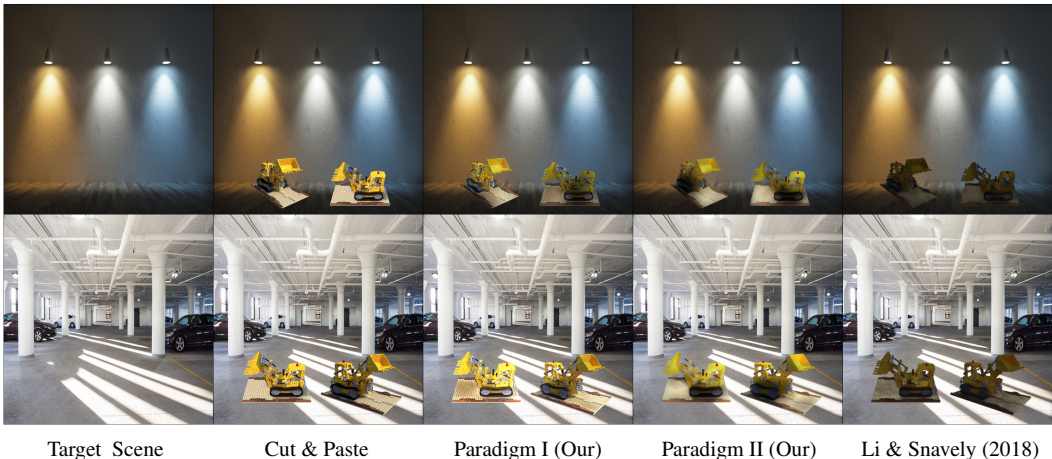 Target Scene
Cut & Paste
Paradigm I (Our)
Paradigm II (Our)
Li & Snavely (2018)